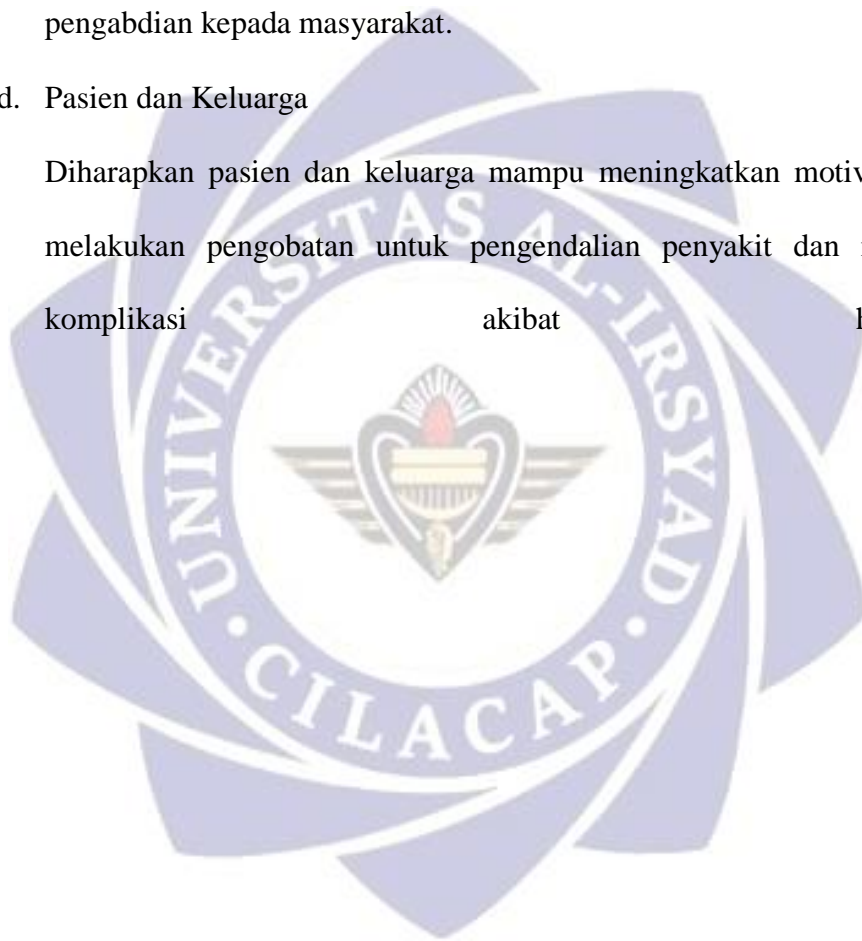 pengabdian kepada masyarakat.
d. Pasien dan Keluarga
Diharapkan pasien dan keluarga mampu meningkatkan
melakukan pengobatan untuk pengendalian penyakit dan
komplikasi akibat
UNIVERSITAS AL-IRSYAD
CILACAP